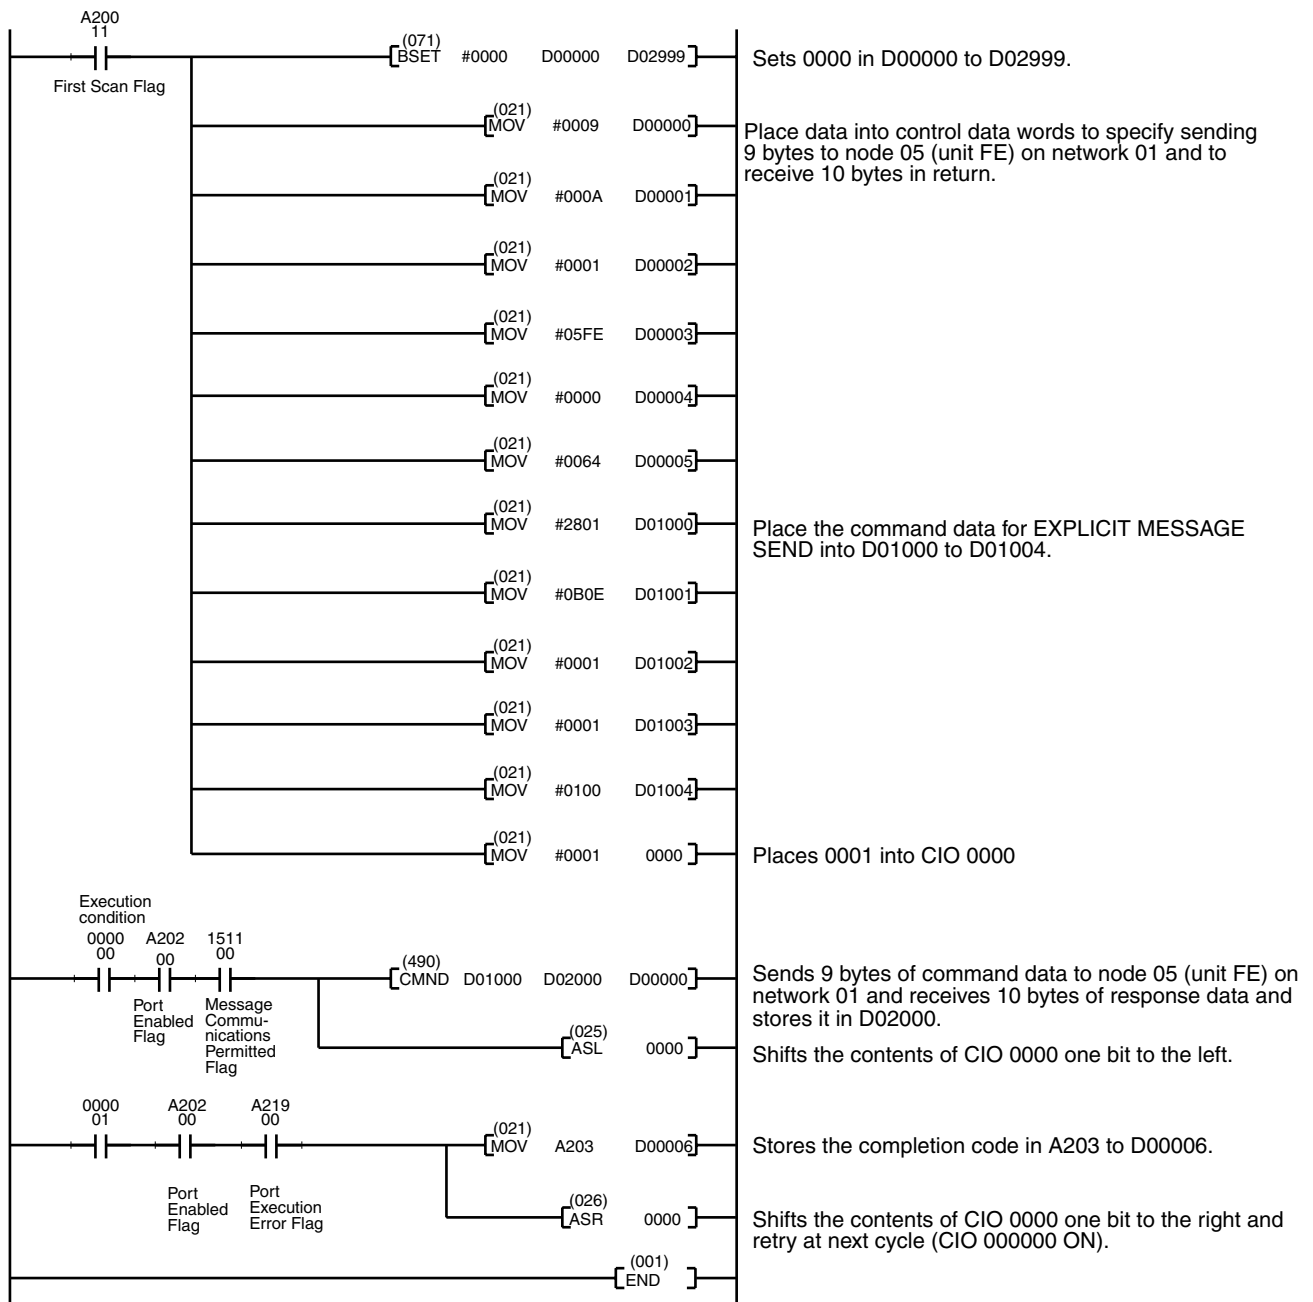 A200
11
First Scan Flag
(071)
BSET #0000 D00000 D02999
Sets 0000 in D00000 to D02999.
(021)
MOV #0009 D00000
Place data into control data words to specify sending
9 bytes to node 05 (unit FE) on network 01 and to
receive 10 bytes in return.
(021)
MOV #000A D00001
(021)
MOV #0001 D00002
(021)
MOV #05FE D00003
(021)
MOV #0000 D00004
(021)
MOV #0064 D00005
(021)
MOV #2801 D01000
Place the command data for EXPLICIT MESSAGE
SEND into D01000 to D01004.
(021)
MOV #0B0E D01001
(021)
MOV #0001 D01002
(021)
MOV #0001 D01003
(021)
MOV #0100 D01004
(021)
MOV #0001 0000
Places 0001 into CIO 0000
Execution
condition
0000 A202 1511
00 00 00
Port
Enabled
Flag
Message
Commu-
nications
Permitted
Flag
(490)
CMND D01000 D02000 D00000
Sends 9 bytes of command data to node 05 (unit FE) on
network 01 and receives 10 bytes of response data and
stores it in D02000.
(025)
ASL 0000
Shifts the contents of CIO 0000 one bit to the left.
0000 A202 A219
01 00 00
Port
Enabled
Flag
Port
Execution
Error Flag
(021)
MOV A203 D00006
Stores the completion code in A203 to D00006.
(026)
ASR 0000
Shifts the contents of CIO 0000 one bit to the right and
retry at next cycle (CIO 000000 ON).
(001)
END